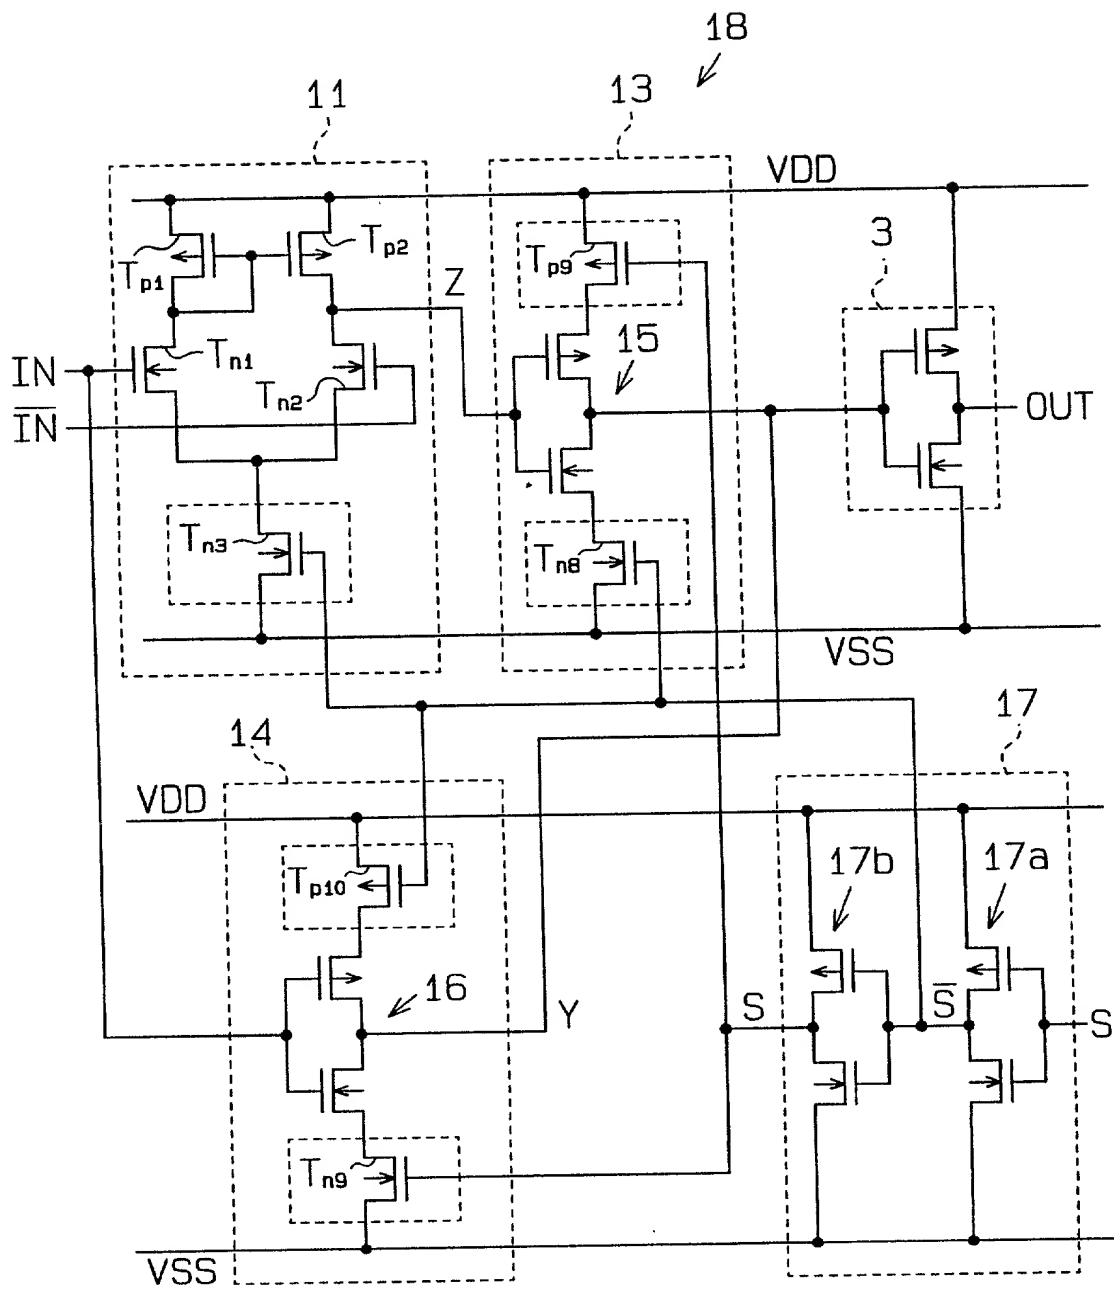 18
11
13
VDD
3
Tp1
Tp2
Z
Tp9
15
IN
Tn1
Tn2
I̅N̅
OUT
Tn3
Tn8
VSS
14
17
VDD
Tp10
17b
17a
16
Y
S
S̅
S
Tn9
VSS